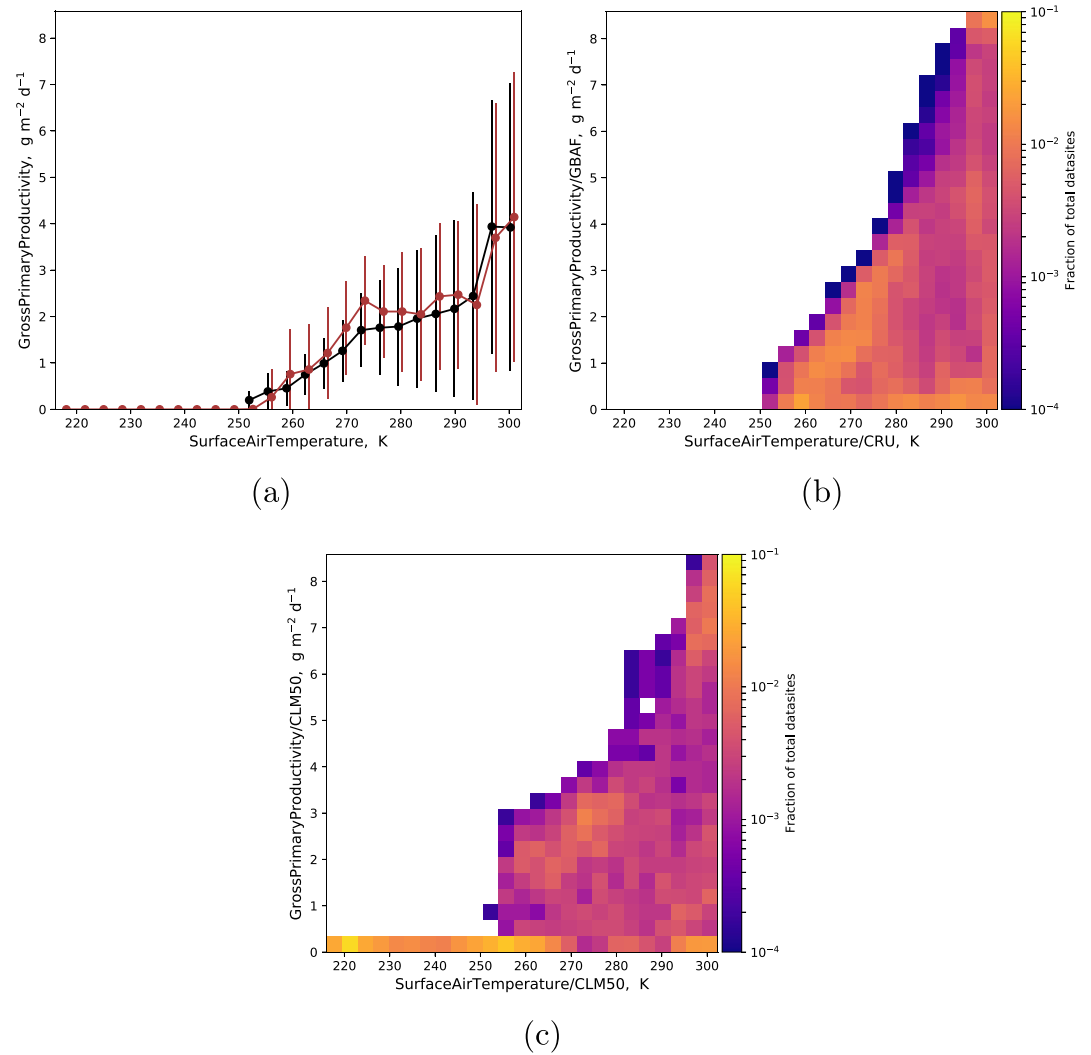 GrossPrimaryProductivity, g m⁻² d⁻¹
8
7
6
5
4
3
2
1
0
220 230 240 250 260 270 280 290 300
SurfaceAirTemperature, K
(a)
GrossPrimaryProductivity/GBAF, g m⁻² d⁻¹
8
7
6
5
4
3
2
1
0
220 230 240 250 260 270 280 290 300
SurfaceAirTemperature/CRU, K
10⁻¹
10⁻²
10⁻³
10⁻⁴
Fraction of total datasites
(b)
GrossPrimaryProductivity/CLM50, g m⁻² d⁻¹
8
7
6
5
4
3
2
1
0
220 230 240 250 260 270 280 290 300
SurfaceAirTemperature/CLM50, K
10⁻¹
10⁻²
10⁻³
10⁻⁴
Fraction of total datasites
(c)